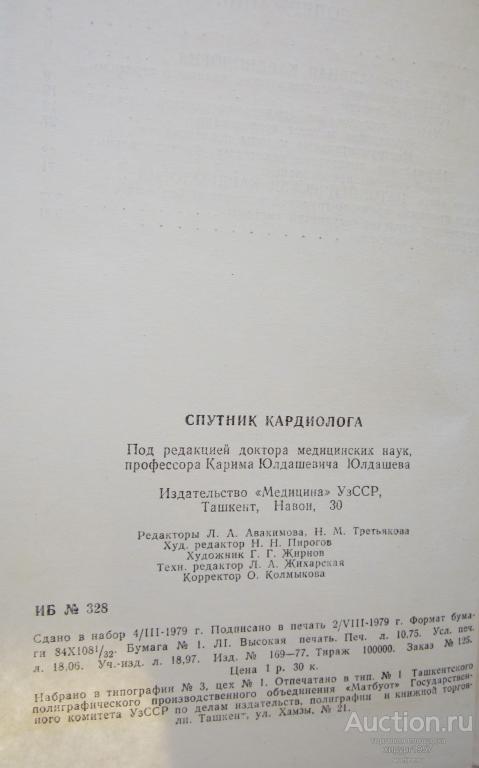 СПУТНИК КАРДИОЛОГА
Под редакцией доктора медицинских наук,
профессора Карима Юлдашевича Юлдашева
Издательство «Медицина» УзССР,
Ташкент, Навои, 30
Редакторы Л. А. Авакимова, Н. М. Третьякова
Худ. редактор Н. Н. Пирогов
Художник Г. Г. Жирнов
Техн. редактор Л. А. Жихарская
Корректор О. Колмыкова
ИБ № 328
Сдано в набор 4/III-1979 г. Подписано в печать 2/VIII-1979 г. Формат бума-
ги 84X108¹/₃₂. Бумага № 1. ЛI. Высокая печать. Печ. л. 10,75. Усл. печ.
л. 18,06. Уч.-изд. л. 18,97. Изд. № 169—77. Тираж 100000. Заказ № 125.
Цена 1 р. 30 к.
Набрано в типографии № 3, цех № 1. Отпечатано в тип. № 1 Ташкентского
полиграфического производственного объединения «Матбуот» Государствен-
ного комитета УзССР по делам издательств, полиграфии и книжной торгов-
ли. Ташкент, ул. Хамзы, № 21.
Auction.ru
хирург1957